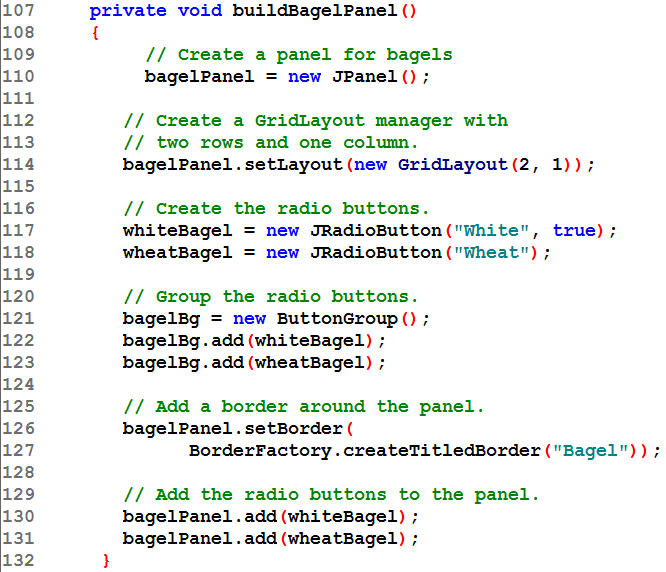 107     private void buildBagelPanel()
108     {
109          // Create a panel for bagels
110          bagelPanel = new JPanel();
111
112        // Create a GridLayout manager with
113        // two rows and one column.
114        bagelPanel.setLayout(new GridLayout(2, 1));
115
116        // Create the radio buttons.
117        whiteBagel = new JRadioButton("White", true);
118        wheatBagel = new JRadioButton("Wheat");
119
120        // Group the radio buttons.
121        bagelBg = new ButtonGroup();
122        bagelBg.add(whiteBagel);
123        bagelBg.add(wheatBagel);
124
125        // Add a border around the panel.
126        bagelPanel.setBorder(
127              BorderFactory.createTitledBorder("Bagel"));
128
129        // Add the radio buttons to the panel.
130        bagelPanel.add(whiteBagel);
131        bagelPanel.add(wheatBagel);
132      }